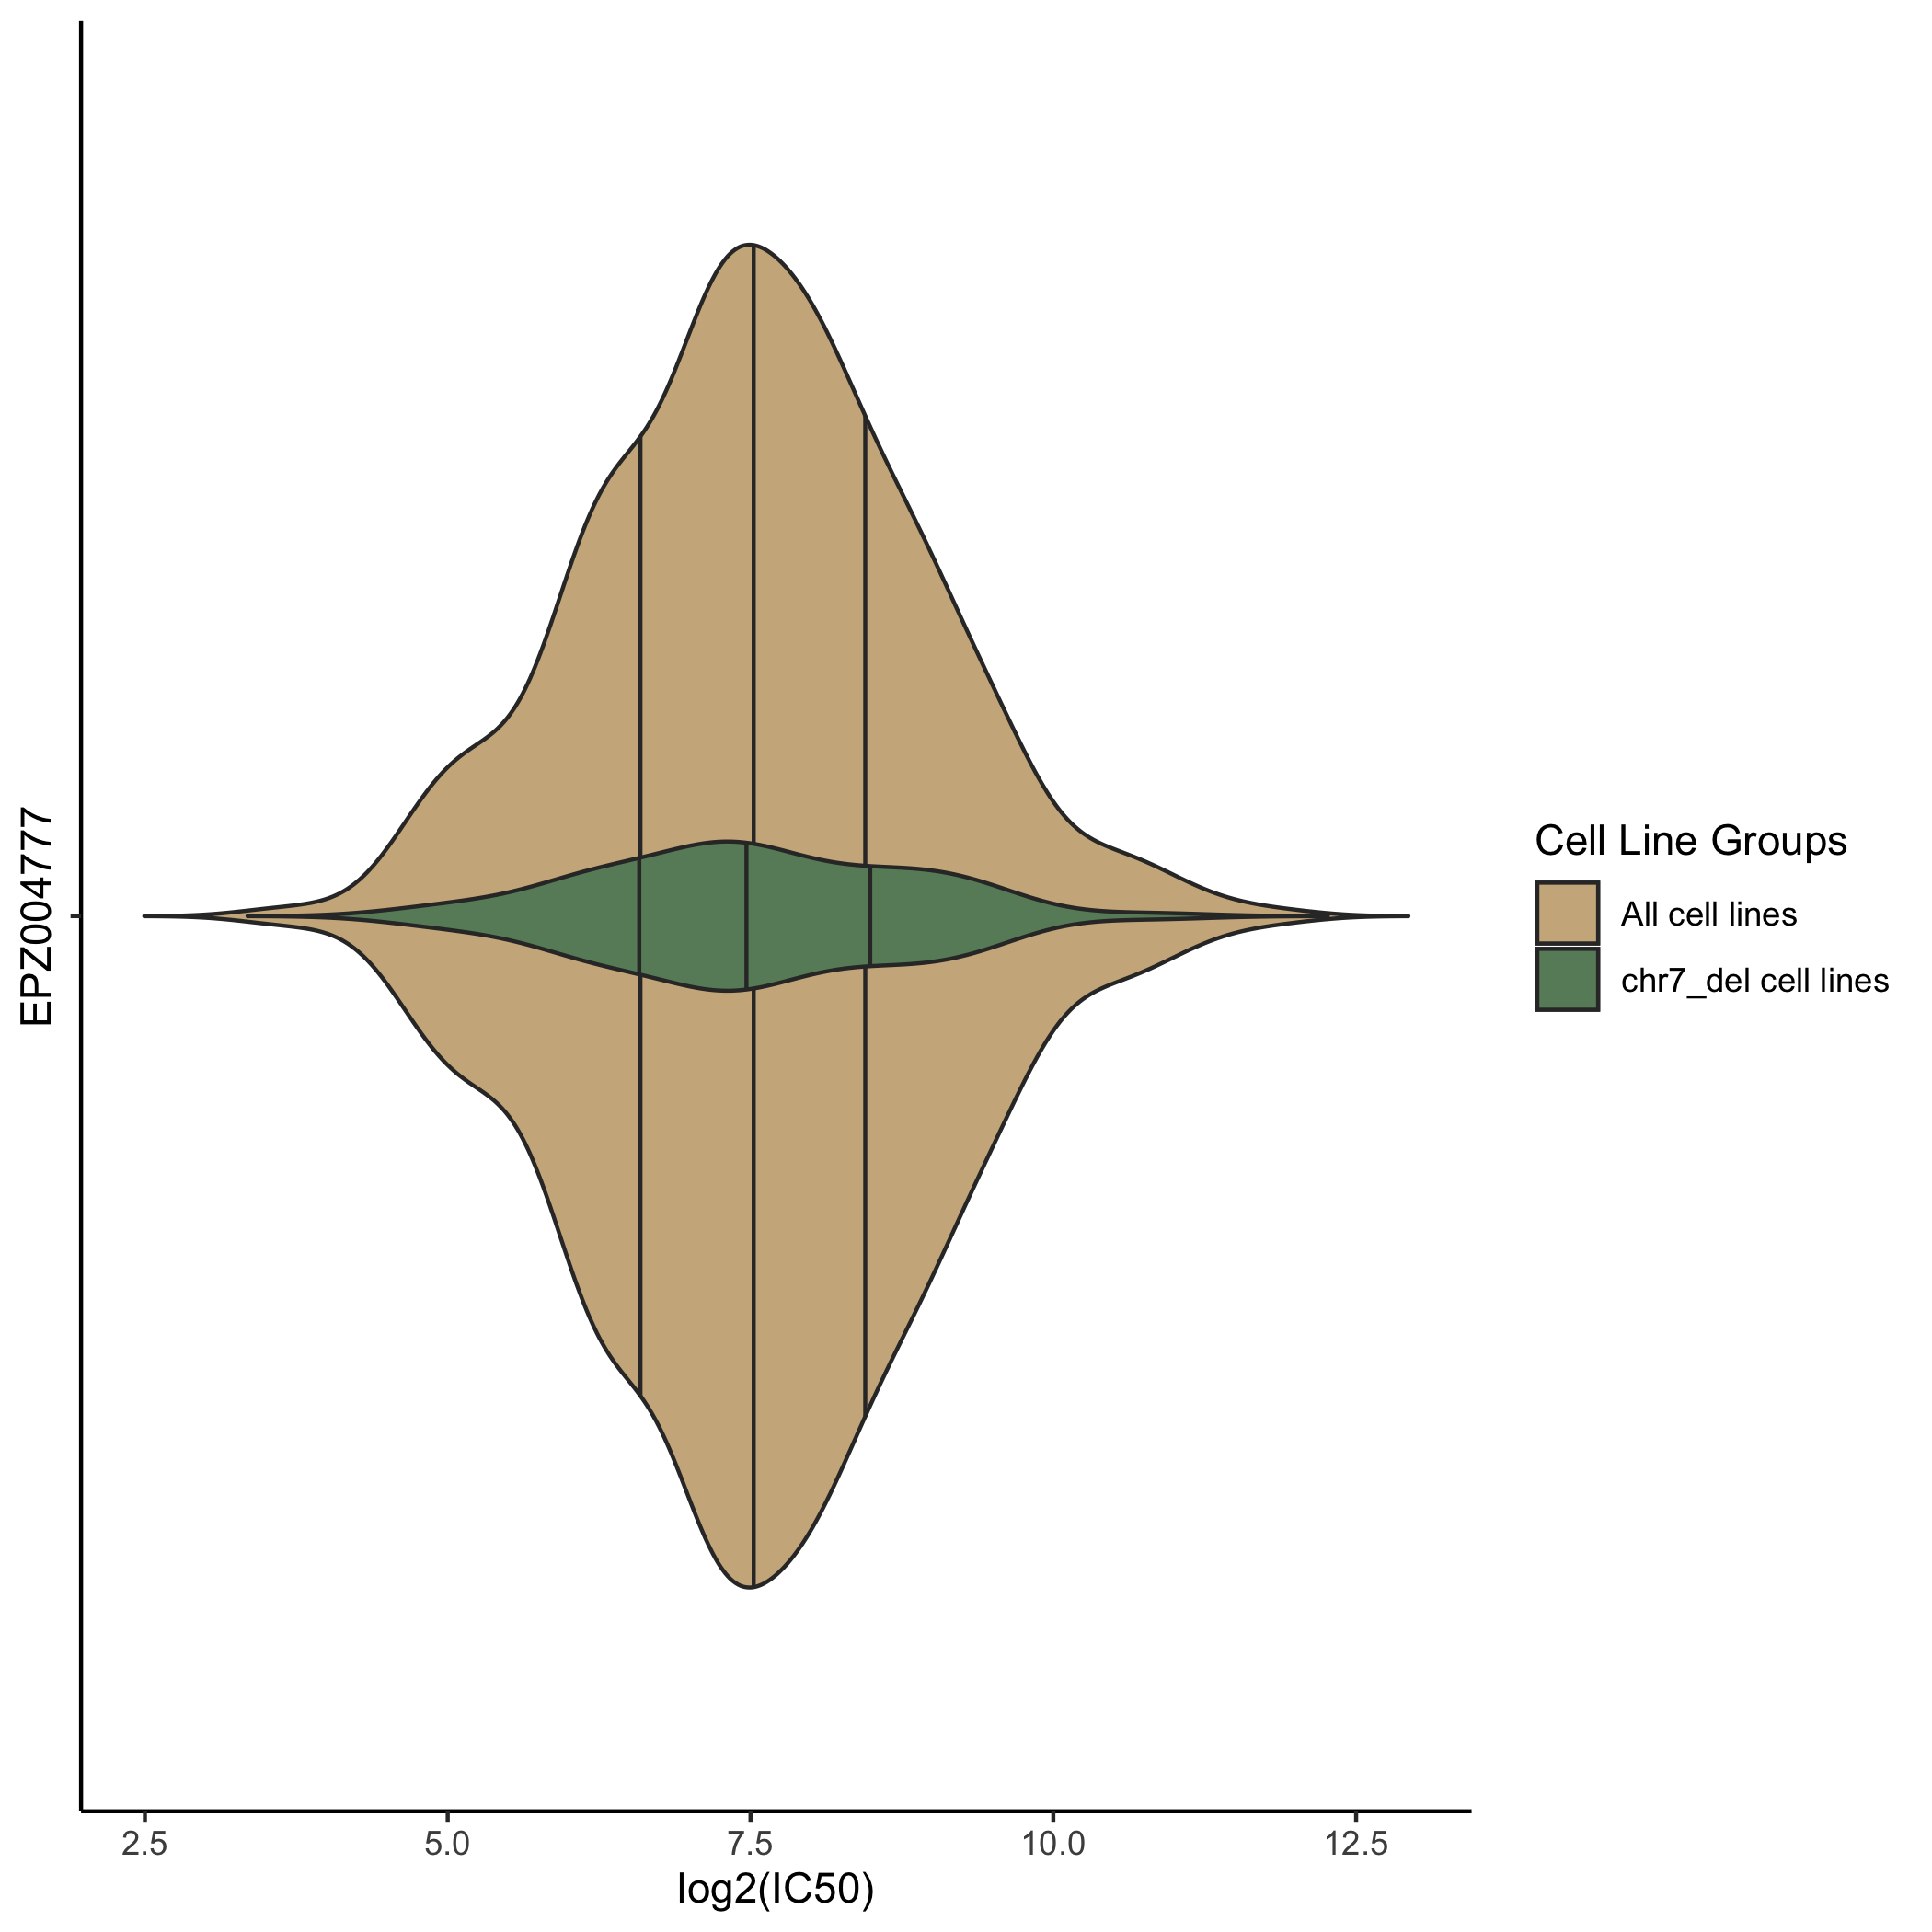 EPZ004777
2.5
5.0
7.5
10.0
12.5
log2(IC50)
Cell Line Groups
All cell lines
chr7_del cell lines